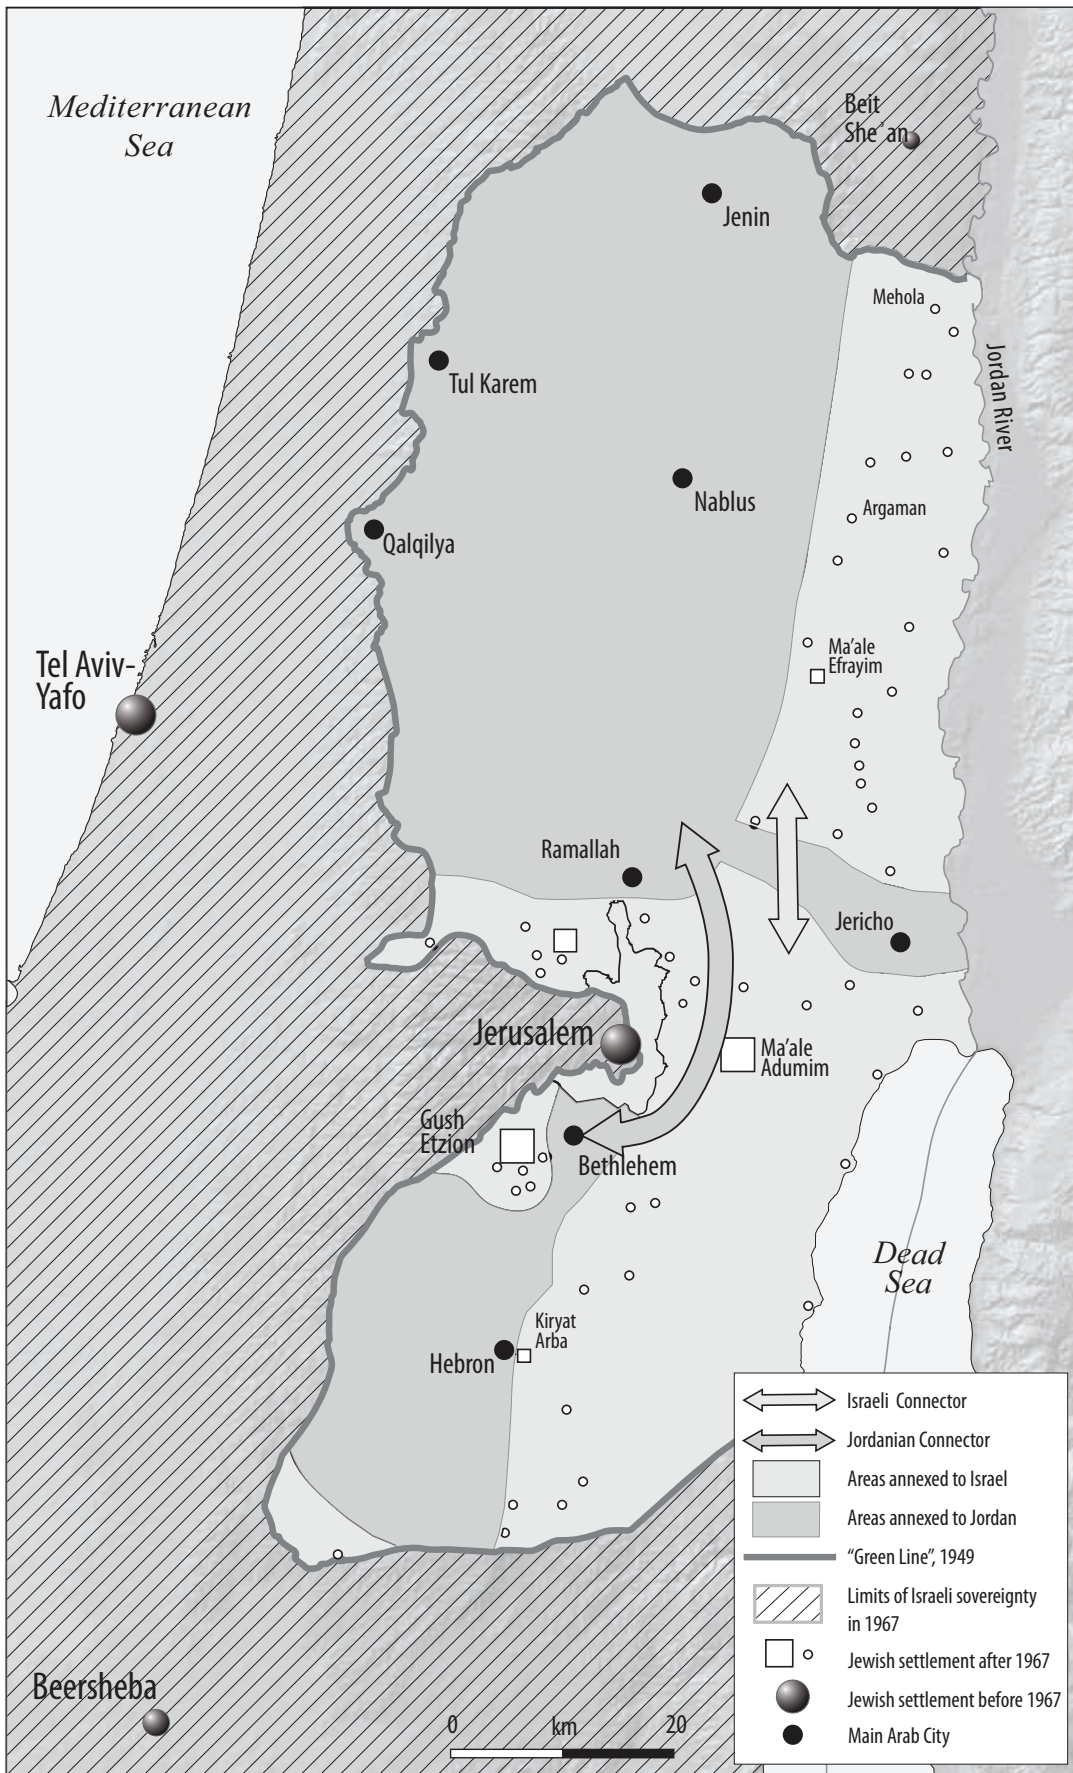 Mediterranean
Sea
Beit
She'an
Jenin
Mehola
Jordan River
Tul Karem
Nablus
Argaman
Qalqilya
Tel Aviv-
Yafo
Ma'ale
Efrayim
Ramallah
Jericho
Jerusalem
Ma'ale
Adumim
Gush
Etzion
Bethlehem
Dead
Sea
Kiryat
Arba
Hebron
Israeli Connector
Jordanian Connector
Areas annexed to Israel
Areas annexed to Jordan
"Green Line", 1949
Limits of Israeli sovereignty
in 1967
Jewish settlement after 1967
Jewish settlement before 1967
Main Arab City
Beersheba
0 km 20